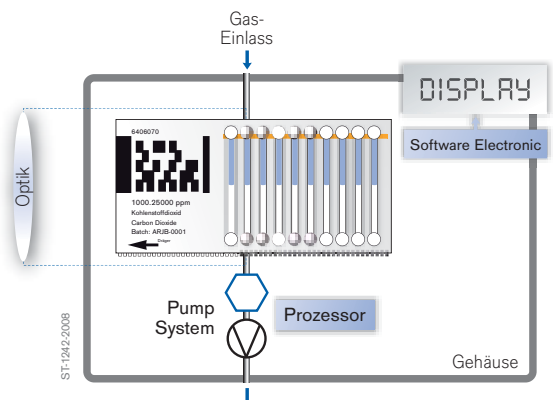 Gas-
Einlass
DISPLAY
Software Electronic
Optik
6406070
1000.25000 ppm
Kohlenstoffdioxid
Carbon Dioxide
Batch: ARJB-0001
Dräger
Pump
System
Prozessor
Gehäuse
ST-1242-2008